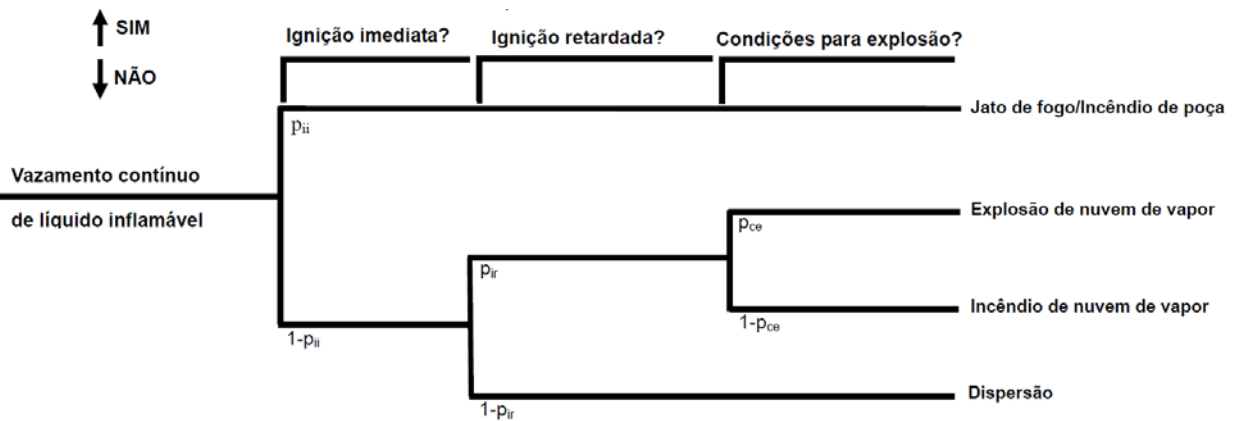 SIM
NÃO
Ignição imediata?
Ignição retardada?
Condições para explosão?
Jato de fogo/Incêndio de poça
pii
Vazamento contínuo
de líquido inflamável
Explosão de nuvem de vapor
pce
pir
Incêndio de nuvem de vapor
1-pce
1-pii
Dispersão
1-pir